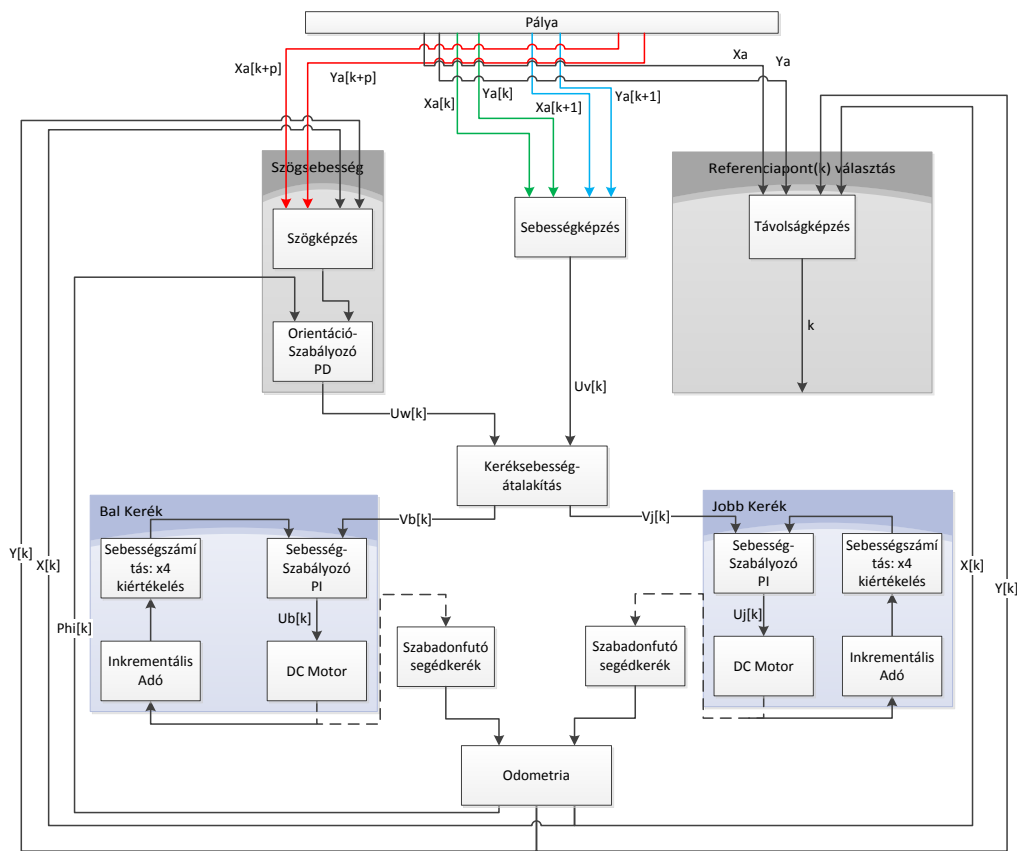 Pálya
Xa[k+p]
Ya[k+p]
Xa[k]
Ya[k]
Xa[k+1]
Ya[k+1]
Xa
Ya
Szögsebesség
Szögképzés
Orientáció-
Szabályozó
PD
Sebességképzés
Referenciapont(k) választás
Távolságképzés
k
Uw[k]
Uv[k]
Keréksebesség-
átalakítás
Vb[k]
Vj[k]
Bal Kerék
Sebességszámí
tás: x4
kiértékelés
Sebesség-
Szabályozó
PI
Ub[k]
Inkrementális
Adó
DC Motor
Szabadonfutó
segédkerék
Szabadonfutó
segédkerék
Jobb Kerék
Sebesség-
Szabályozó
PI
Sebességszámí
tás: x4
kiértékelés
Uj[k]
DC Motor
Inkrementális
Adó
Odometria
Y[k]
X[k]
Phi[k]
X[k]
Y[k]